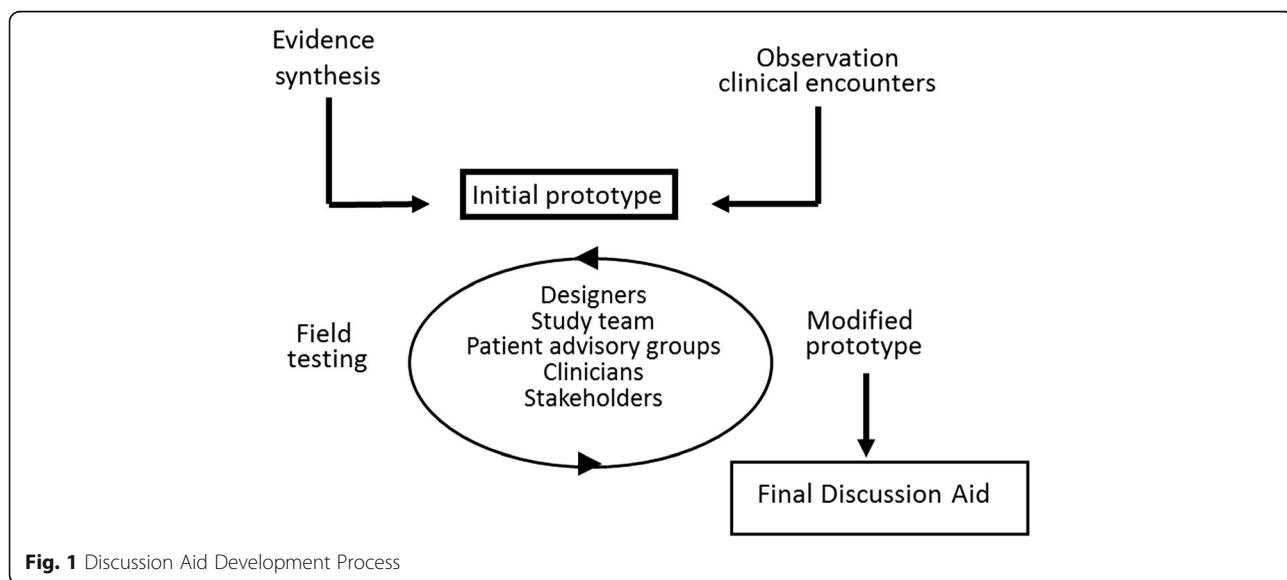 Evidence
synthesis
Observation
clinical encounters
Initial prototype
Designers
Study team
Patient advisory groups
Clinicians
Stakeholders
Field
testing
Modified
prototype
Final Discussion Aid
Fig. 1 Discussion Aid Development Process